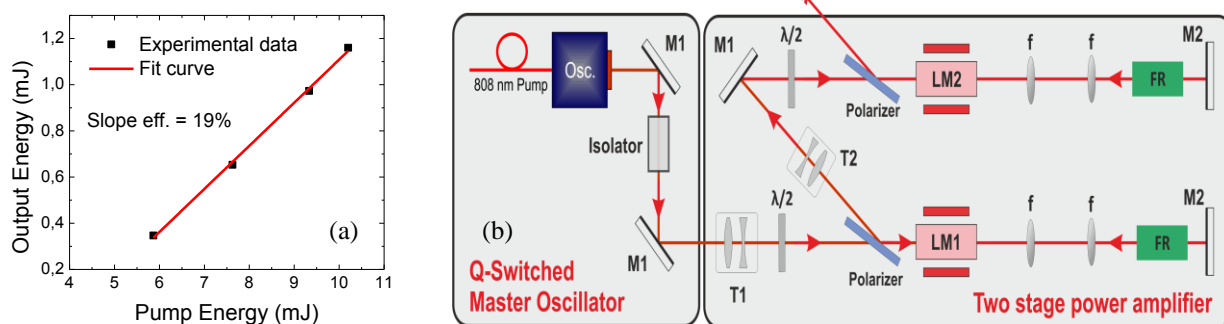 Output Energy (mJ)
1,2
1,0
0,8
0,6
0,4
0,2
Experimental data
Fit curve
Slope eff. = 19%
(a)
4 5 6 7 8 9 10 11
Pump Energy (mJ)
(b)
808 nm Pump
Osc.
M1
Isolator
M1
Q-Switched
Master Oscillator
M1
λ/2
Polarizer
LM2
f
f
FR
M2
T2
T1
λ/2
Polarizer
LM1
f
f
FR
M2
Two stage power amplifier